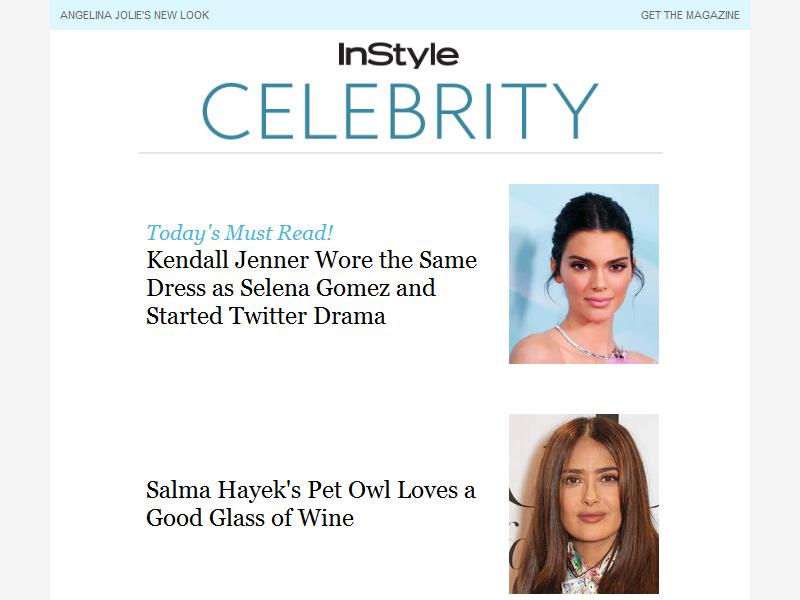 ANGELINA JOLIE'S NEW LOOK
GET THE MAGAZINE
InStyle
CELEBRITY
Today's Must Read!
Kendall Jenner Wore the Same
Dress as Selena Gomez and
Started Twitter Drama
Salma Hayek's Pet Owl Loves a
Good Glass of Wine